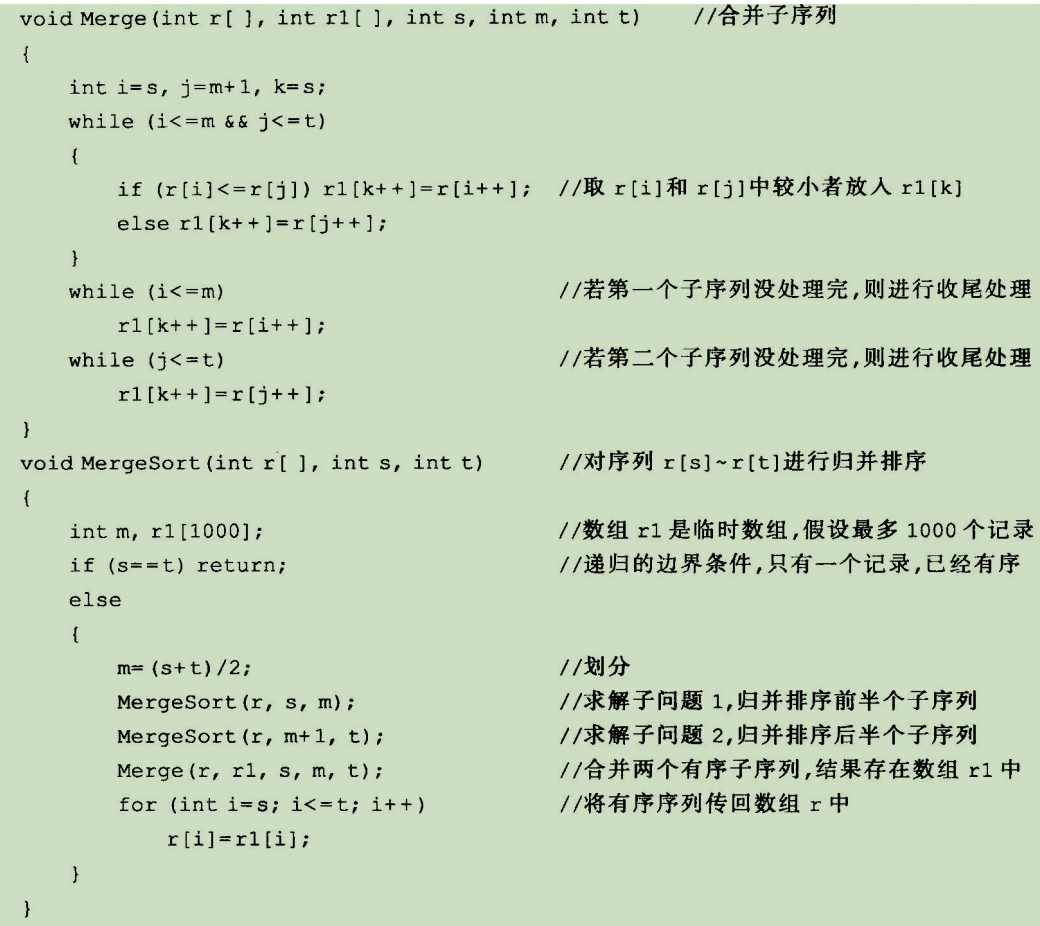 void Merge(int r[ ], int r1[ ], int s, int m, int t)    //合并子序列
{
    int i=s, j=m+1, k=s;
    while (i<=m && j<=t)
    {
        if (r[i]<=r[j]) r1[k++]=r[i++];  //取 r[i]和 r[j]中较小者放入 r1[k]
        else r1[k++]=r[j++];
    }
    while (i<=m)                         //若第一个子序列没处理完,则进行收尾处理
        r1[k++]=r[i++];
    while (j<=t)                         //若第二个子序列没处理完,则进行收尾处理
        r1[k++]=r[j++];
}
void MergeSort(int r[ ], int s, int t)   //对序列 r[s]~r[t]进行归并排序
{
    int m, r1[1000];                     //数组 r1 是临时数组,假设最多 1000 个记录
    if (s==t) return;                    //递归的边界条件,只有一个记录,已经有序
    else
    {
        m=(s+t)/2;                       //划分
        MergeSort(r, s, m);              //求解子问题 1,归并排序前半个子序列
        MergeSort(r, m+1, t);            //求解子问题 2,归并排序后半个子序列
        Merge(r, r1, s, m, t);           //合并两个有序子序列,结果存在数组 r1 中
        for (int i=s; i<=t; i++)         //将有序序列传回数组 r 中
            r[i]=r1[i];
    }
}